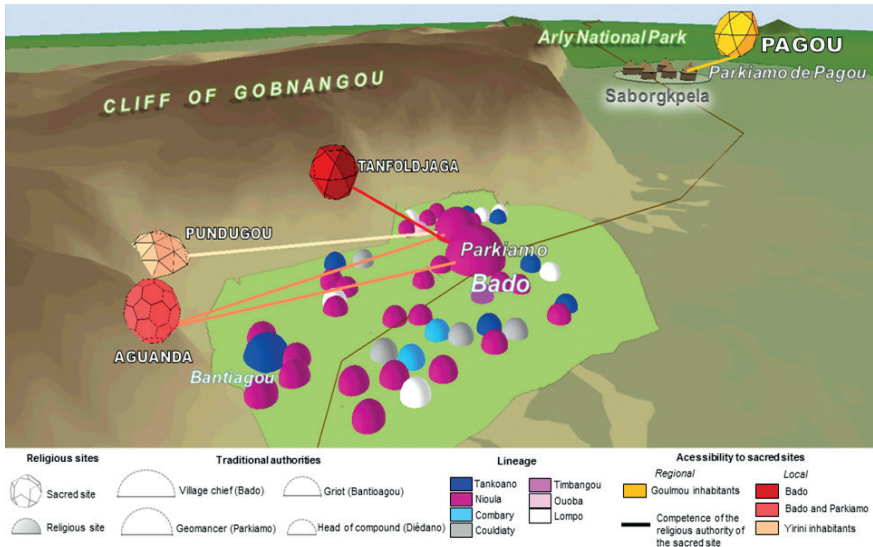 Arly National Park
PAGOU
Parkiamo de Pagou
Saborgkpela
CLIFF OF GOBNANGOU
TANFOLDJAGA
PUNDUGOU
Parkiamo
Bado
AGUANDA
Bantiagou
Religious sites
Sacred site
Religious site
Traditional authorities
Village chief (Bado)
Griot (Bantioagou)
Geomancer (Parkiamo)
Head of compound (Diédano)
Lineage
Tankoano
Nioula
Combary
Couldiaty
Timbangou
Ouoba
Lompo
Acessibility to sacred sites
Regional
Goulmou inhabitants
Competence of the
religious authority of
the sacred site
Local
Bado
Bado and Parkiamo
Yirini inhabitants